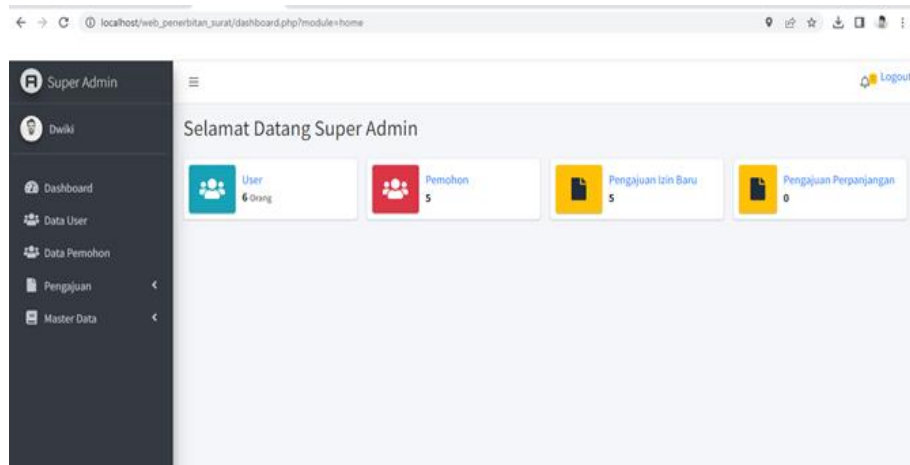 localhost/web_penerbitan_surat/dashboard.php?module=home
Super Admin
Logout
Dwiki
Selamat Datang Super Admin
User
6 Orang
Pemohon
5
Pengajuan Izin Baru
5
Pengajuan Perpanjangan
0
Dashboard
Data User
Data Pemohon
Pengajuan
Master Data